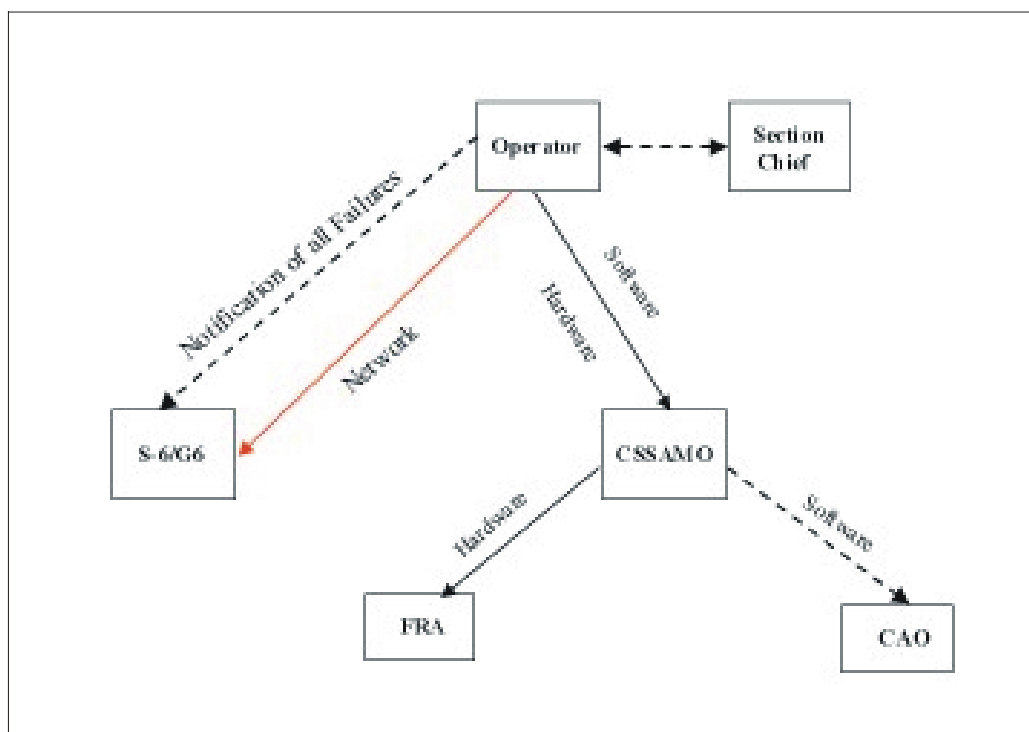 Operator
Section
Chief
Notification of all Failures
Network
Software
Hardware
S-6/G6
CSSAMO
Hardware
Software
FRA
CAO